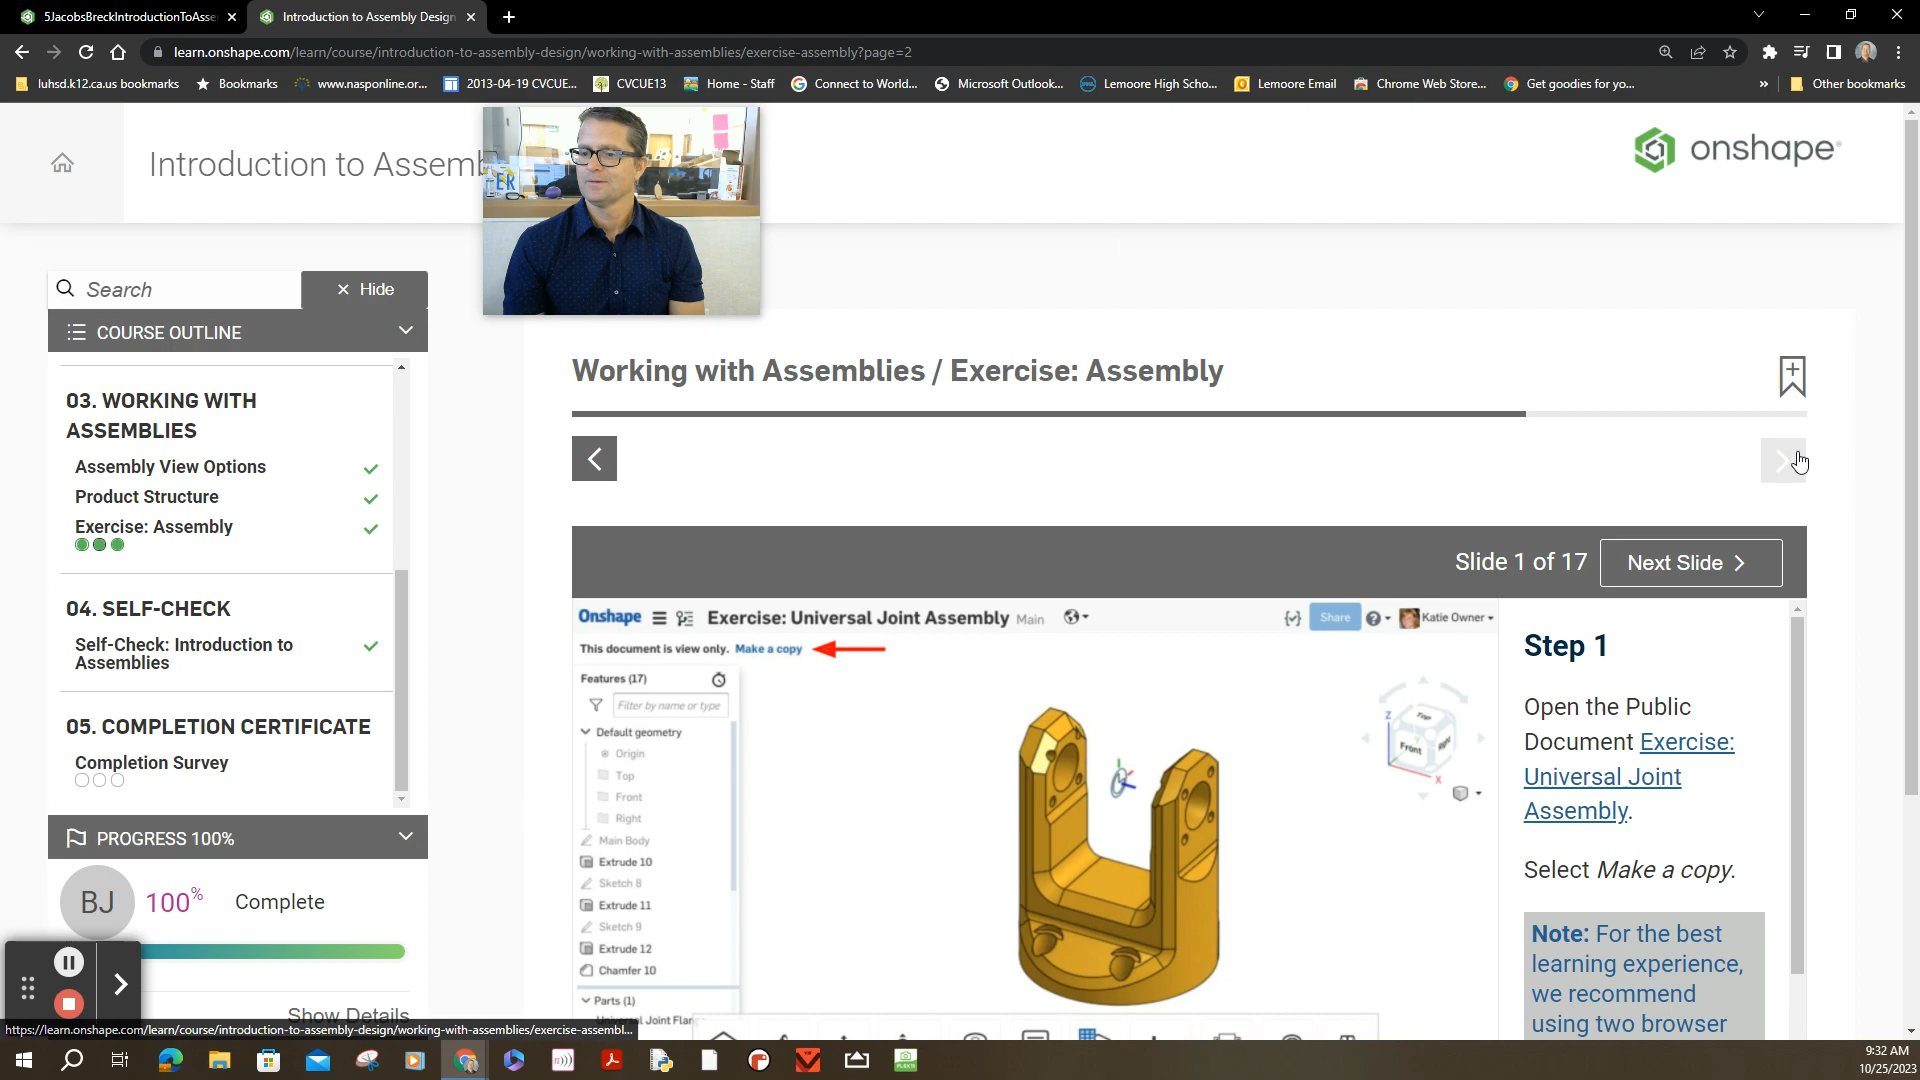 5JacobsBreckIntroductionToAsse
Introduction to Assembly Design
learn.onshape.com/learn/course/introduction-to-assembly-design/working-with-assemblies/exercise-assembly?page=2
luhsd.k12.ca.us bookmarks
Bookmarks
www.nasponline.or...
2013-04-19 CVCUE...
CVCUE13
Home - Staff
Connect to World...
Microsoft Outlook...
Lemoore High Scho...
Lemoore Email
Chrome Web Store...
Get goodies for yo...
Other bookmarks
Introduction to Assemb
ER
onshape
Search
Hide
COURSE OUTLINE
03. WORKING WITH
ASSEMBLIES
Assembly View Options
Product Structure
Exercise: Assembly
04. SELF-CHECK
Self-Check: Introduction to
Assemblies
05. COMPLETION CERTIFICATE
Completion Survey
PROGRESS 100%
BJ
100%
Complete
Show Details
Working with Assemblies / Exercise: Assembly
Slide 1 of 17
Next Slide
Onshape
Exercise: Universal Joint Assembly Main
Share
Katie Owner
This document is view only. Make a copy
Features (17)
Filter by name or type
Default geometry
Origin
Top
Front
Right
Main Body
Extrude 10
Sketch 8
Extrude 11
Sketch 9
Extrude 12
Chamfer 10
Parts (1)
Universal Joint Flan
Z
Top
Front
Right
X
Step 1
Open the Public
Document Exercise:
Universal Joint
Assembly.
Select Make a copy.
Note: For the best
learning experience,
we recommend
using two browser
https://learn.onshape.com/learn/course/introduction-to-assembly-design/working-with-assemblies/exercise-assembl...
9:32 AM
10/25/2023